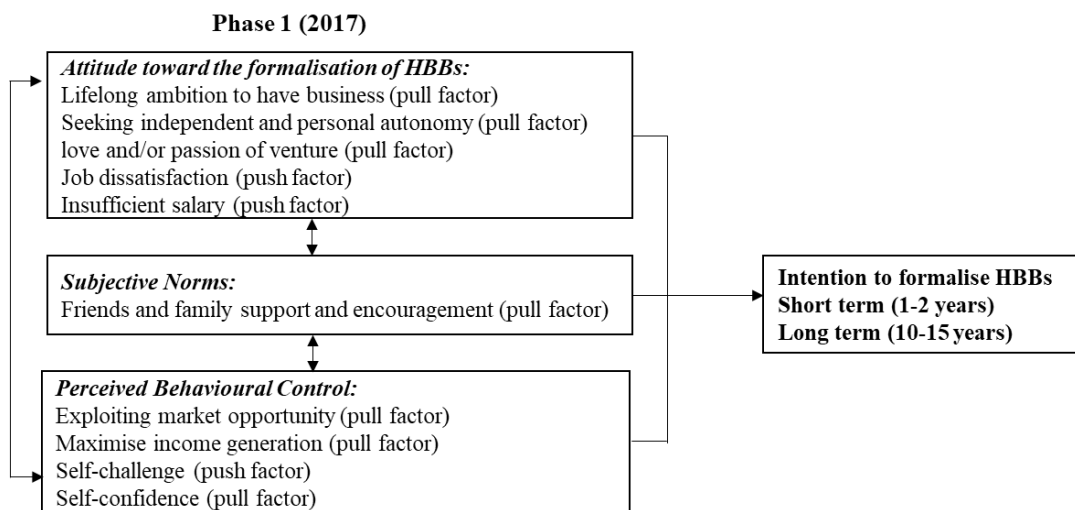 Phase 1 (2017)
Attitude toward the formalisation of HBBs:
Lifelong ambition to have business (pull factor)
Seeking independent and personal autonomy (pull factor)
love and/or passion of venture (pull factor)
Job dissatisfaction (push factor)
Insufficient salary (push factor)
Subjective Norms:
Friends and family support and encouragement (pull factor)
Perceived Behavioural Control:
Exploiting market opportunity (pull factor)
Maximise income generation (pull factor)
Self-challenge (push factor)
Self-confidence (pull factor)
Intention to formalise HBBs
Short term (1-2 years)
Long term (10-15 years)